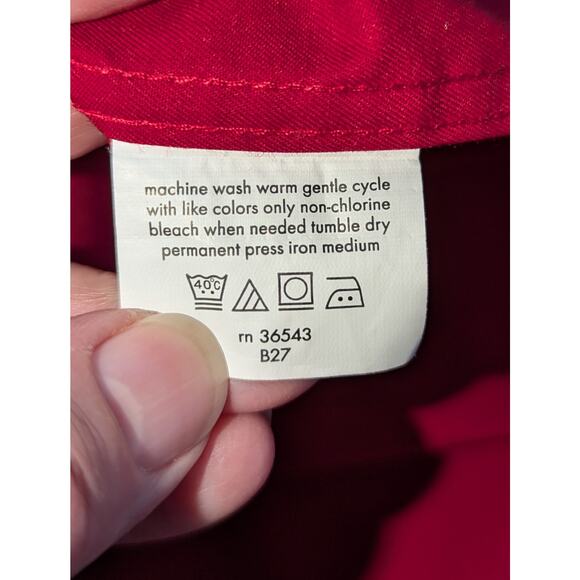 machine wash warm gentle cycle
with like colors only non-chlorine
bleach when needed tumble dry
permanent press iron medium
40°C
rn 36543
B27